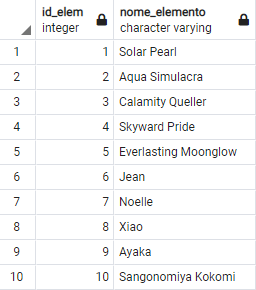 id_elem nome_elemento
integer character varying
1 1 Solar Pearl
2 2 Aqua Simulacra
3 3 Calamity Queller
4 4 Skyward Pride
5 5 Everlasting Moonglow
6 6 Jean
7 7 Noelle
8 8 Xiao
9 9 Ayaka
10 10 Sangonomiya Kokomi